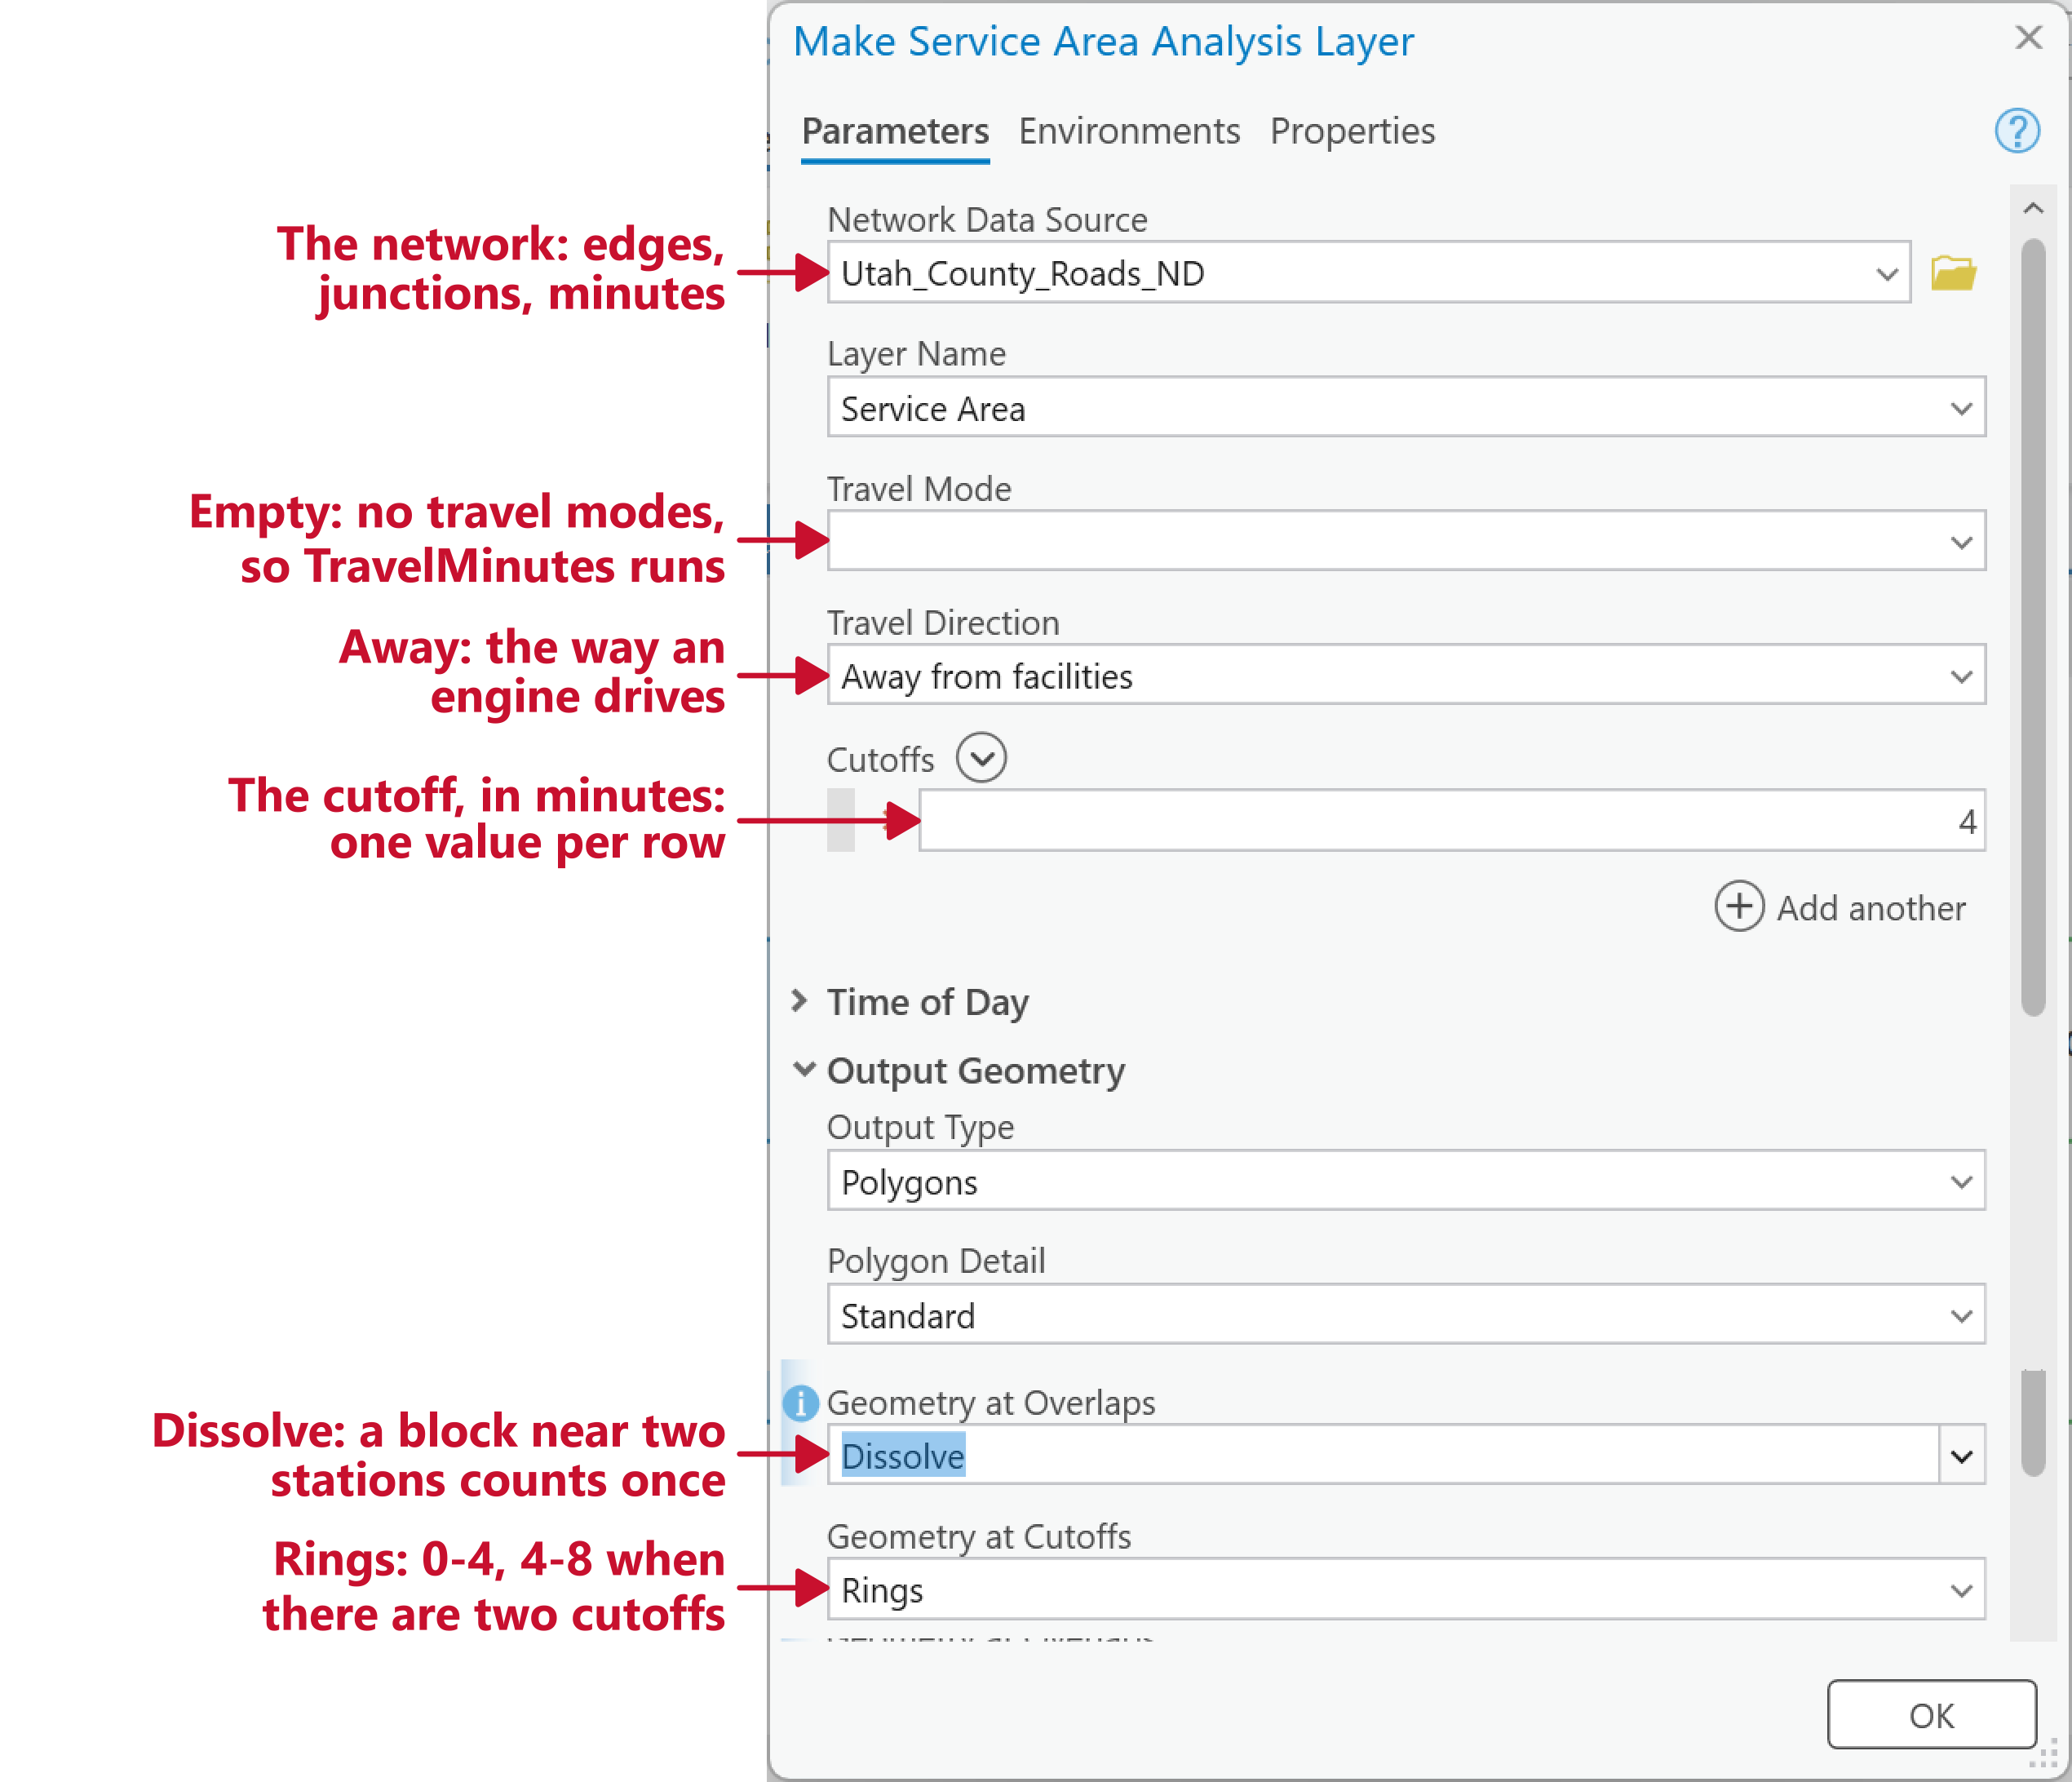 Make Service Area Analysis Layer
Parameters Environments Properties
Network Data Source
The network: edges,
junctions, minutes
Utah_County_Roads_ND
Layer Name
Service Area
Travel Mode
Empty: no travel modes,
so TravelMinutes runs
Travel Direction
Away: the way an
engine drives
Away from facilities
Cutoffs
The cutoff, in minutes:
one value per row
4
Add another
Time of Day
Output Geometry
Output Type
Polygons
Polygon Detail
Standard
Geometry at Overlaps
Dissolve: a block near two
stations counts once
Dissolve
Geometry at Cutoffs
Rings: 0-4, 4-8 when
there are two cutoffs
Rings
Geometry at Overlaps
OK